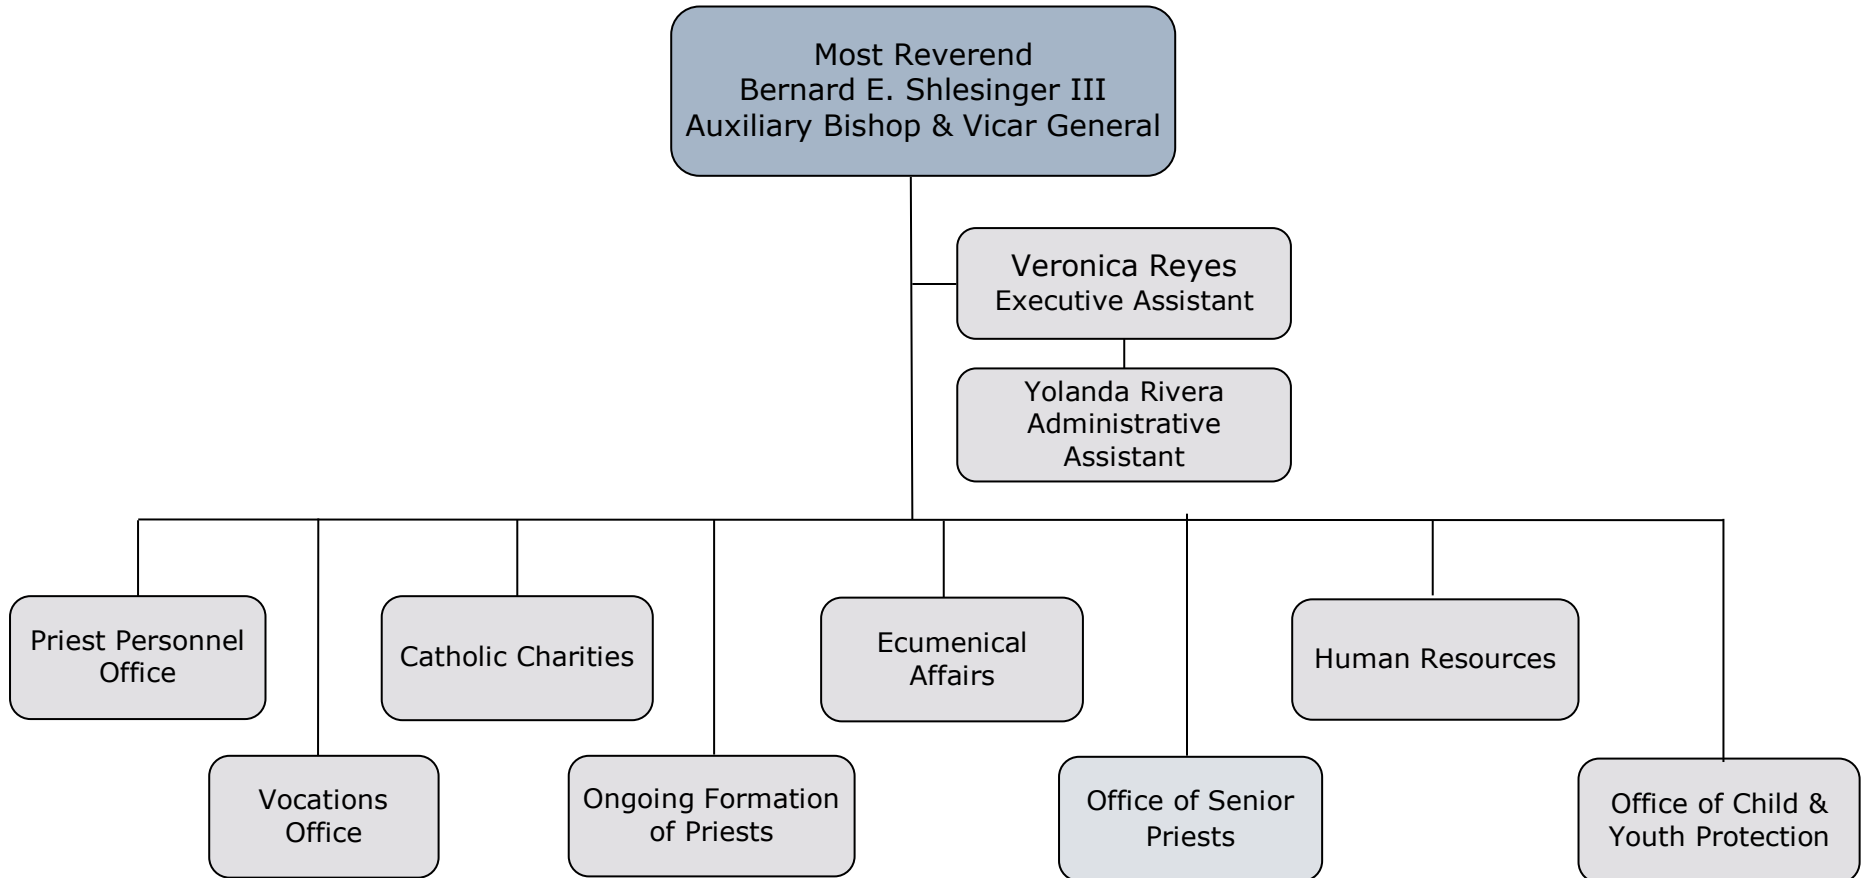 Most Reverend
Bernard E. Shlesinger III
Auxiliary Bishop & Vicar General
Veronica Reyes
Executive Assistant
Yolanda Rivera
Administrative
Assistant
Priest Personnel
Office
Catholic Charities
Ecumenical
Affairs
Human Resources
Vocations
Office
Ongoing Formation
of Priests
Office of Senior
Priests
Office of Child &
Youth Protection